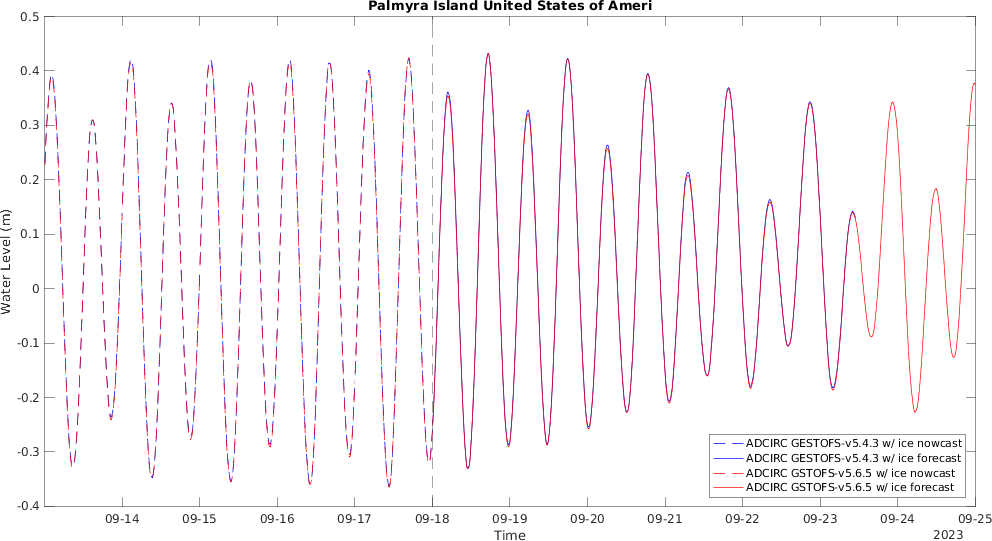 Palmyra Island United States of Ameri
0.5
0.4
0.3
0.2
0.1
0
-0.1
-0.2
-0.3
-0.4
Water Level (m)
ADCIRC GESTOFS-v5.4.3 w/ ice nowcast
ADCIRC GESTOFS-v5.4.3 w/ ice forecast
ADCIRC GSTOFS-v5.6.5 w/ ice nowcast
ADCIRC GSTOFS-v5.6.5 w/ ice forecast
09-14 09-15 09-16 09-17 09-18 09-19 09-20 09-21 09-22 09-23 09-24 09-25
Time
2023